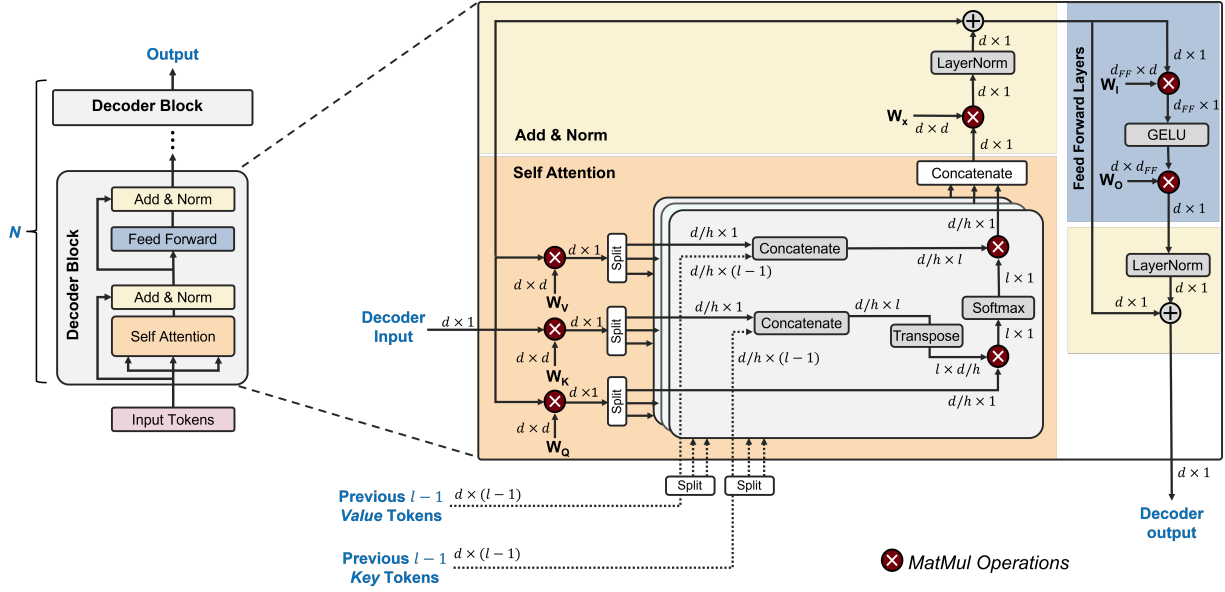 Output
Decoder Block
N
Decoder Block
Add & Norm
Feed Forward
Add & Norm
Self Attention
Input Tokens
Add & Norm
d × 1
LayerNorm
d × 1
W_x
d × d
d × 1
Self Attention
Concatenate
d/h × 1
Decoder
Input
d × 1
d × 1
Split
d × d
W_V
d × 1
Split
d × d
W_K
d ×1
Split
d × d
W_Q
d/h × 1
Concatenate
d/h × (l − 1)
d/h × l
l × 1
d/h × 1
Concatenate
d/h × l
Softmax
Transpose
l × 1
d/h × (l − 1)
l × d/h
d/h × 1
Feed Forward Layers
d × 1
d_FF × d
W_I
d_FF × 1
GELU
d × d_FF
W_O
d × 1
LayerNorm
d × 1
d × 1
Split
Split
Previous l − 1
Value Tokens
d × (l − 1)
Previous l − 1
Key Tokens
d × (l − 1)
d × 1
Decoder
output
MatMul Operations